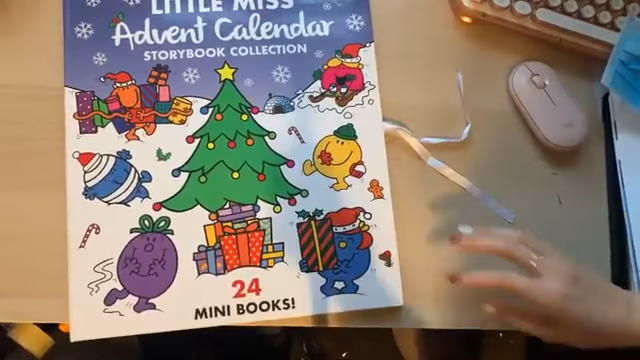 LITTLE MISS
Advent Calendar
STORYBOOK COLLECTION
24
MINI BOOKS!